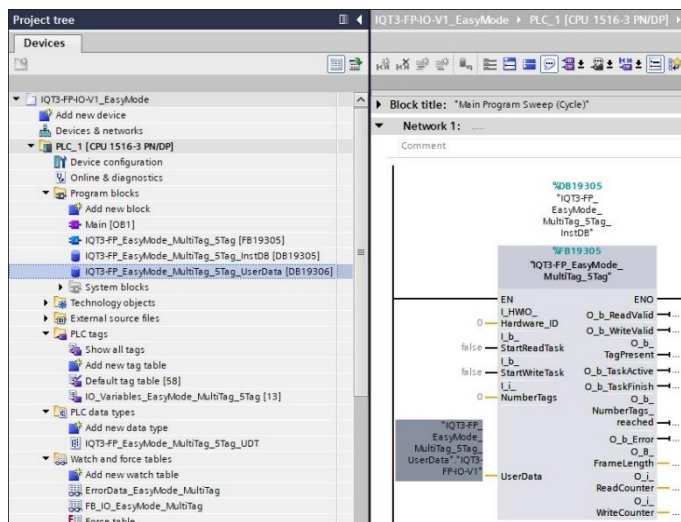 Project tree
Devices
IQT3-FP-IO-V1_EasyMode
Add new device
Devices & networks
PLC_1 [CPU 1516-3 PN/DP]
Device configuration
Online & diagnostics
Program blocks
Add new block
Main [OB1]
IQT3-FP_EasyMode_MultiTag_5Tag [FB19305]
IQT3-FP_EasyMode_MultiTag_5Tag_InstDB [DB19305]
IQT3-FP_EasyMode_MultiTag_5Tag_UserData [DB19306]
System blocks
Technology objects
External source files
PLC tags
Show all tags
Add new tag table
Default tag table [58]
IO_Variables_EasyMode_MultiTag_5Tag [13]
PLC data types
Add new data type
IQT3-FP_EasyMode_MultiTag_5Tag_UDT
Watch and force tables
Add new watch table
ErrorData_EasyMode_MultiTag
FB_IO_EasyMode_MultiTag
Force table
IQT3-FP-IO-V1_EasyMode PLC_1 [CPU 1516-3 PN/DP]
Block title: "Main Program Sweep (Cycle)"
Network 1: .....
Comment
%DB19305
"IQT3-FP_
EasyMode_
MultiTag_5Tag_
InstDB"
%FB19305
"IQT3-FP_EasyMode_
MultiTag_5Tag"
EN ENO
I_HWIO_
0 Hardware_ID
I_b_
false StartReadTask
I_b_
false StartWriteTask
I_i_
0 NumberTags
"IQT3-FP_
EasyMode_
MultiTag_5Tag_
UserData"."IQT3-
FP-IO-V1"
UserData
O_b_ReadValid ...
O_b_WriteValid ...
O_b_
TagPresent ...
O_b_TaskActive ...
O_b_TaskFinish ...
O_b_
NumberTags_
reached ...
O_b_Error ...
O_B_
FrameLength ...
O_i_
ReadCounter ...
O_i_
WriteCounter ...